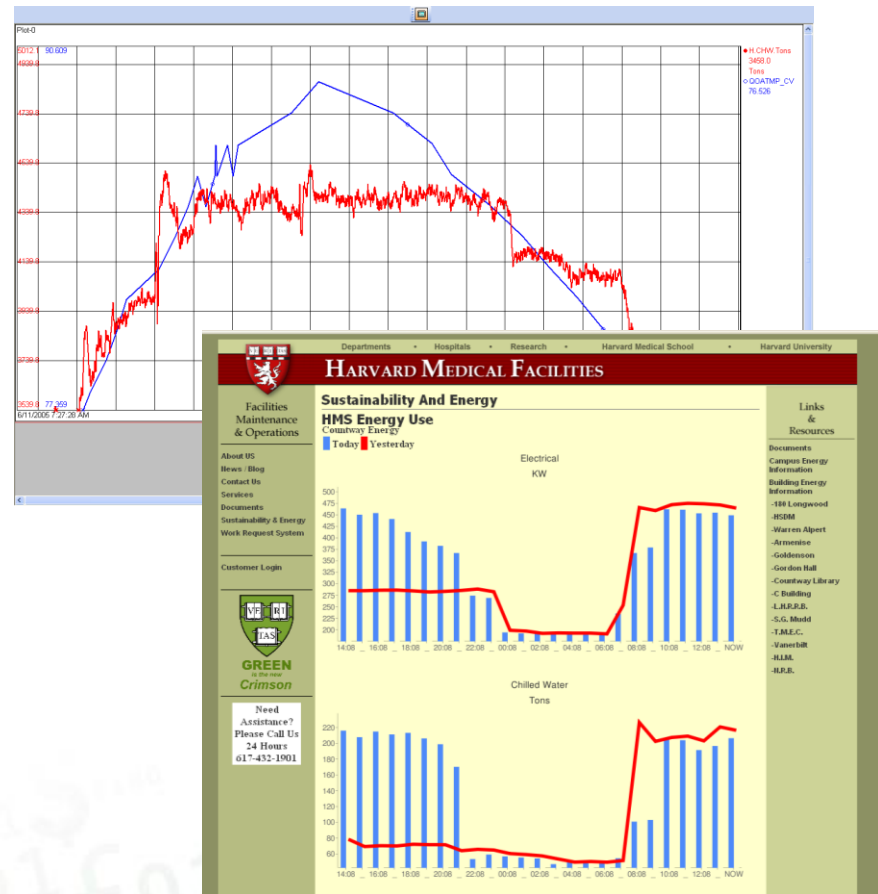 Plot-0
5012.1 90.609
4939.8
4739.8
4539.8
4339.8
4139.8
3939.8
3739.8
3539.8 77.359
6/11/2005 7:27:28 AM
H.CHW Tons
3458.0
Tons
QOATMP_CV
76.526
Departments • Hospitals • Research • Harvard Medical School • Harvard University
VE RI TAS
HARVARD MEDICAL FACILITIES
Facilities
Maintenance
& Operations
About US
News / Blog
Contact Us
Services
Documents
Sustainability & Energy
Work Request System
Customer Login
VE RI
TAS
GREEN
is the new
Crimson
Need
Assistance?
Please Call Us
24 Hours
617-432-1901
Sustainability And Energy
HMS Energy Use
Countway Energy
Today Yesterday
Electrical
KW
500
475
450
425
400
375
350
325
300
275
250
225
200
14:08 _ 16:08 _ 18:08 _ 20:08 _ 22:08 _ 00:08 _ 02:08 _ 04:08 _ 06:08 _ 08:08 _ 10:08 _ 12:08 _ NOW
Chilled Water
Tons
220
200
180
160
140
120
100
80
60
14:08 _ 16:08 _ 18:08 _ 20:08 _ 22:08 _ 00:08 _ 02:08 _ 04:08 _ 06:08 _ 08:08 _ 10:08 _ 12:08 _ NOW
Links
&
Resources
Documents
Campus Energy
Information
Building Energy
Information
-180 Longwood
-HSDM
-Warren Alpert
-Armenise
-Goldenson
-Gordon Hall
-Countway Library
-C Building
-L.H.R.R.B.
-S.G. Mudd
-T.M.E.C.
-Vanerbilt
-H.I.M.
-N.R.B.